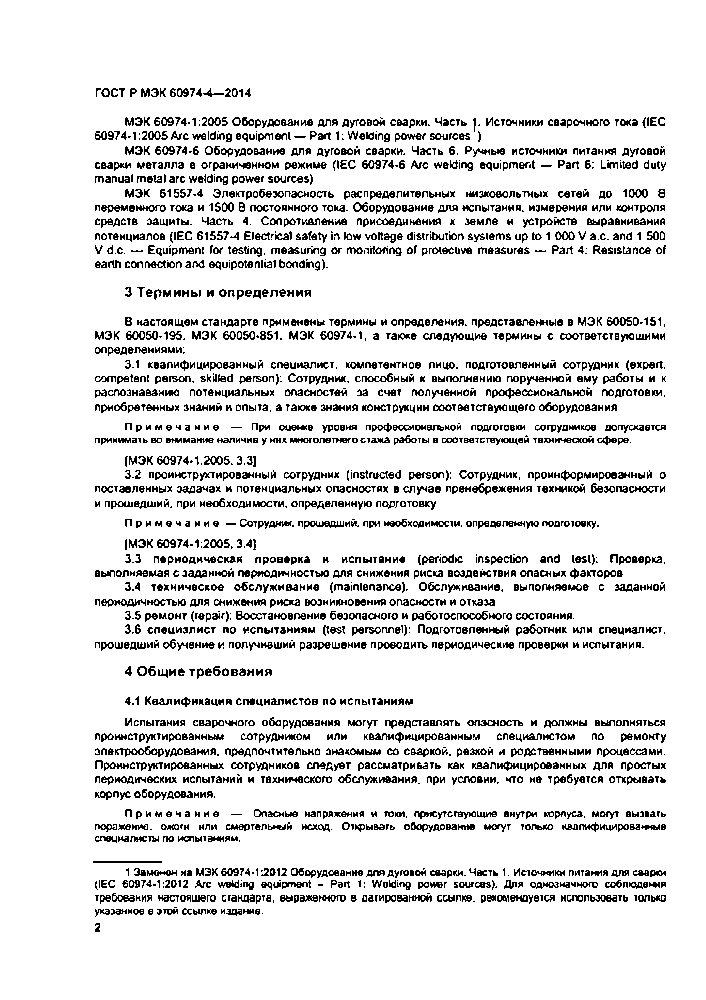 ГОСТ Р МЭК 60974-4—2014
МЭК 60974-1:2005 Оборудование для дуговой сварки. Часть 1. Источники сварочного тока (IEC
60974-1:2005 Arc welding equipment — Part 1: Welding power sources 1)
МЭК 60974-6 Оборудование для дуговой сварки. Часть 6. Ручные источники питания дуговой
сварки металла в ограниченном режиме (IEC 60974-6 Arc welding equipment — Part 6: Limited duty
manual metal arc welding power sources)
МЭК 61557-4 Электробезопасность распределительных низковольтных сетей до 1000 В
переменного тока и 1500 В постоянного тока. Оборудование для испытания, измерения или контроля
средств защиты. Часть 4. Сопротивление присоединения к земле и устройств выравнивания
потенциалов (IEC 61557-4 Electrical safety in low voltage distribution systems up to 1 000 V a.c. and 1 500
V d.c. — Equipment for testing, measuring or monitoring of protective measures — Part 4: Resistance of
earth connection and equipotential bonding).
3 Термины и определения
В настоящем стандарте применены термины и определения, представленные в МЭК 60050-151,
МЭК 60050-195, МЭК 60050-851, МЭК 60974-1, а также следующие термины с соответствующими
определениями:
3.1 квалифицированный специалист, компетентное лицо, подготовленный сотрудник (expert,
competent person, skilled person): Сотрудник, способный к выполнению порученной ему работы и к
распознаванию потенциальных опасностей за счет полученной профессиональной подготовки,
приобретенных знаний и опыта, а также знания конструкции соответствующего оборудования
Примечание — При оценке уровня профессиональной подготовки сотрудников допускается
принимать во внимание наличие у них многолетнего стажа работы в соответствующей технической сфере.
[МЭК 60974-1:2005, 3.3]
3.2 проинструктированный сотрудник (instructed person): Сотрудник, проинформированный о
поставленных задачах и потенциальных опасностях в случае пренебрежения техникой безопасности
и прошедший, при необходимости, определенную подготовку
Примечание — Сотрудник, прошедший, при необходимости, определенную подготовку.
[МЭК 60974-1:2005, 3.4]
3.3 периодическая проверка и испытание (periodic inspection and test): Проверка,
выполняемая с заданной периодичностью для снижения риска воздействия опасных факторов
3.4 техническое обслуживание (maintenance): Обслуживание, выполняемое с заданной
периодичностью для снижения риска возникновения опасности и отказа
3.5 ремонт (repair): Восстановление безопасного и работоспособного состояния.
3.6 специалист по испытаниям (test personnel): Подготовленный работник или специалист,
прошедший обучение и получивший разрешение проводить периодические проверки и испытания.
4 Общие требования
4.1 Квалификация специалистов по испытаниям
Испытания сварочного оборудования могут представлять опасность и должны выполняться
проинструктированным сотрудником или квалифицированным специалистом по ремонту
электрооборудования, предпочтительно знакомым со сваркой, резкой и родственными процессами.
Проинструктированных сотрудников следует рассматривать как квалифицированных для простых
периодических испытаний и технического обслуживания, при условии, что не требуется открывать
корпус оборудования.
Примечание — Опасные напряжения и токи, присутствующие внутри корпуса, могут вызвать
поражение, ожоги или смертельный исход. Открывать оборудование могут только квалифицированные
специалисты по испытаниям.
1 Заменен на МЭК 60974-1:2012 Оборудование для дуговой сварки. Часть 1. Источники питания для сварки
(IEC 60974-1:2012 Arc welding equipment - Part 1: Welding power sources). Для однозначного соблюдения
требования настоящего стандарта, выраженного в датированной ссылке, рекомендуется использовать только
указанное в этой ссылке издание.
2